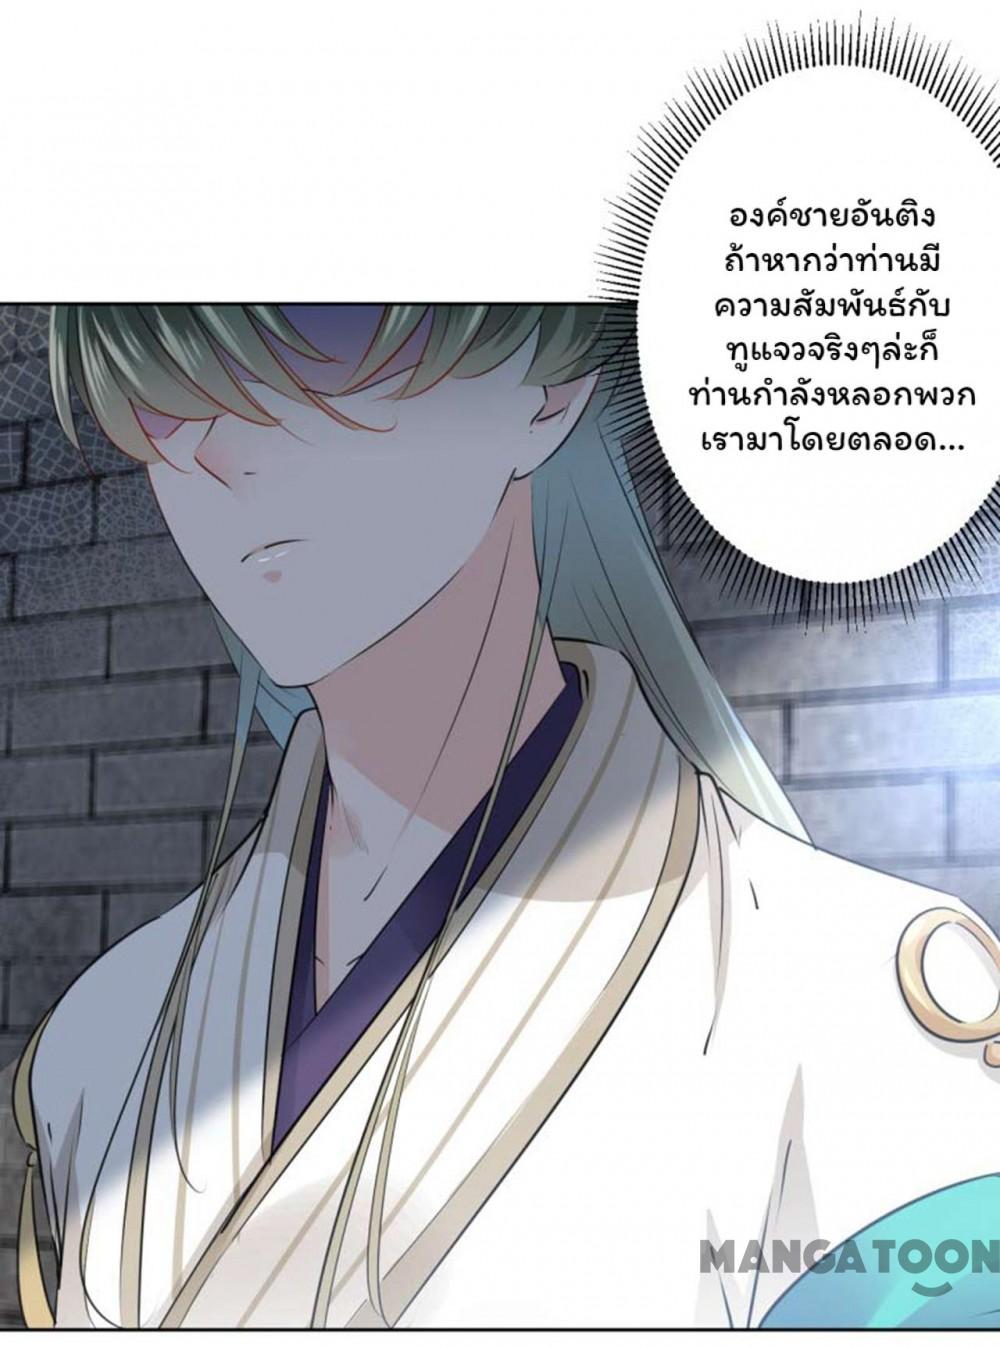 องค์ชายอันติง
ถ้าหากว่าท่านมี
ความสัมพันธ์กับ
ทูแจวจริงๆล่ะก็
ท่านกำลังหลอกพวก
เรามาโดยตลอด...
MANGATOON